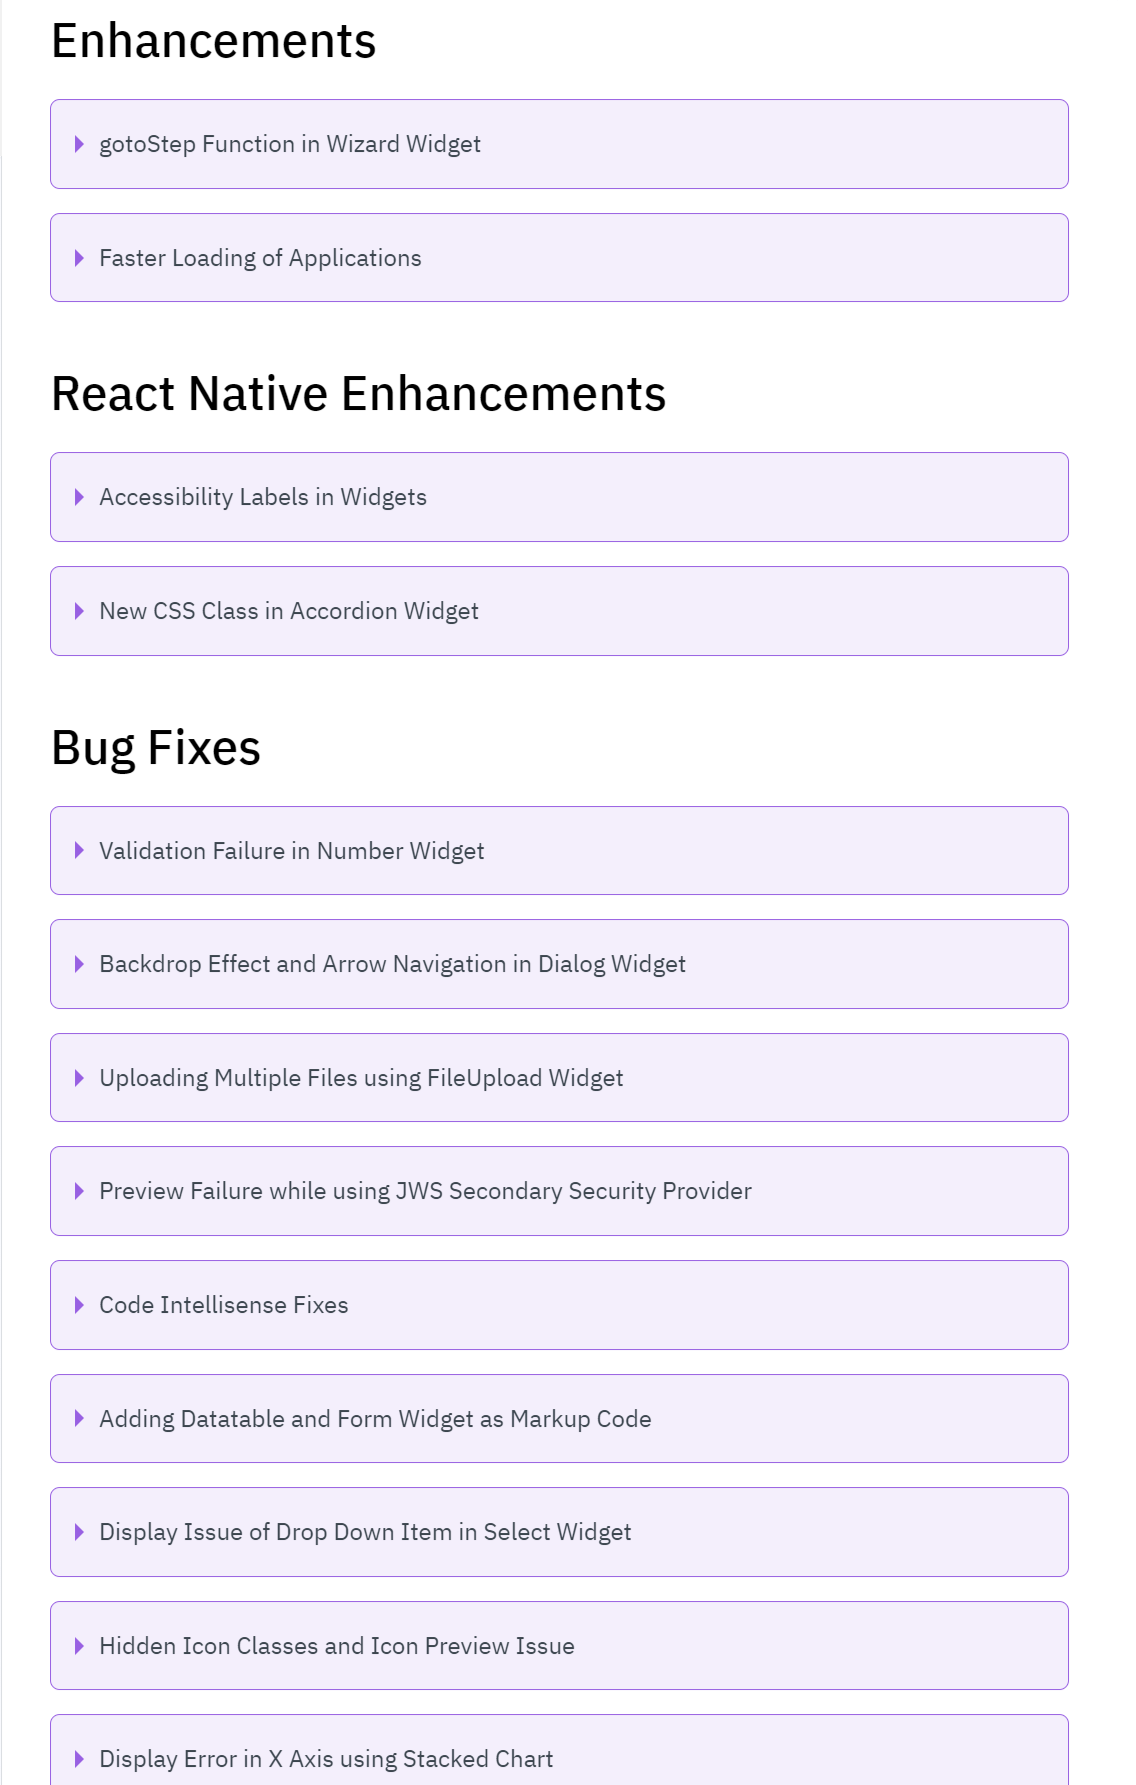 Enhancements
gotoStep Function in Wizard Widget
Faster Loading of Applications
React Native Enhancements
Accessibility Labels in Widgets
New CSS Class in Accordion Widget
Bug Fixes
Validation Failure in Number Widget
Backdrop Effect and Arrow Navigation in Dialog Widget
Uploading Multiple Files using FileUpload Widget
Preview Failure while using JWS Secondary Security Provider
Code Intellisense Fixes
Adding Datatable and Form Widget as Markup Code
Display Issue of Drop Down Item in Select Widget
Hidden Icon Classes and Icon Preview Issue
Display Error in X Axis using Stacked Chart